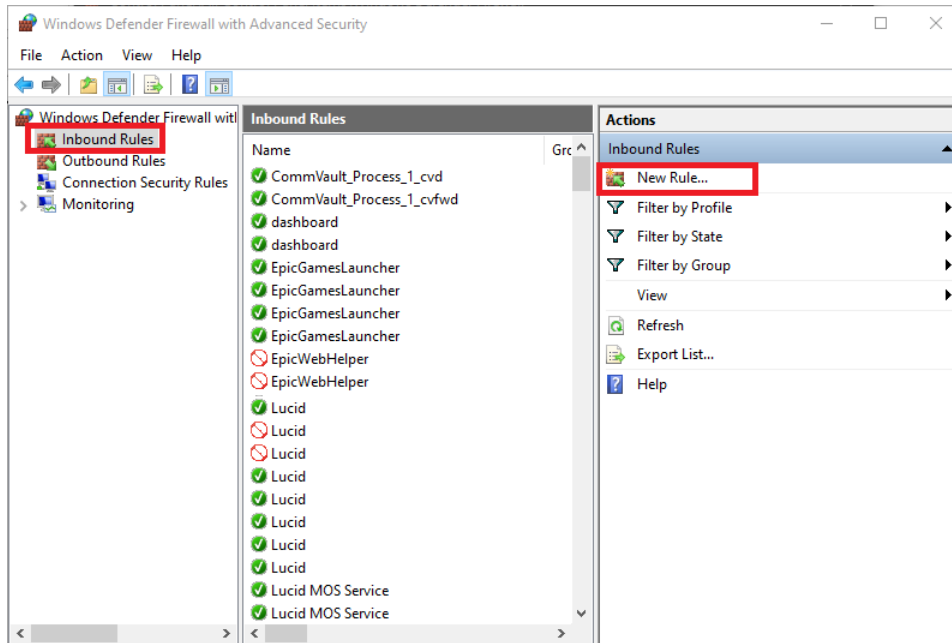 Windows Defender Firewall with Advanced Security
File Action View Help
Windows Defender Firewall witl
Inbound Rules
Outbound Rules
Connection Security Rules
Monitoring
Inbound Rules
Name Grc
CommVault_Process_1_cvd
CommVault_Process_1_cvfwd
dashboard
dashboard
EpicGamesLauncher
EpicGamesLauncher
EpicGamesLauncher
EpicGamesLauncher
EpicWebHelper
EpicWebHelper
Lucid
Lucid
Lucid
Lucid
Lucid
Lucid
Lucid
Lucid
Lucid MOS Service
Lucid MOS Service
Actions
Inbound Rules
New Rule...
Filter by Profile
Filter by State
Filter by Group
View
Refresh
Export List...
Help